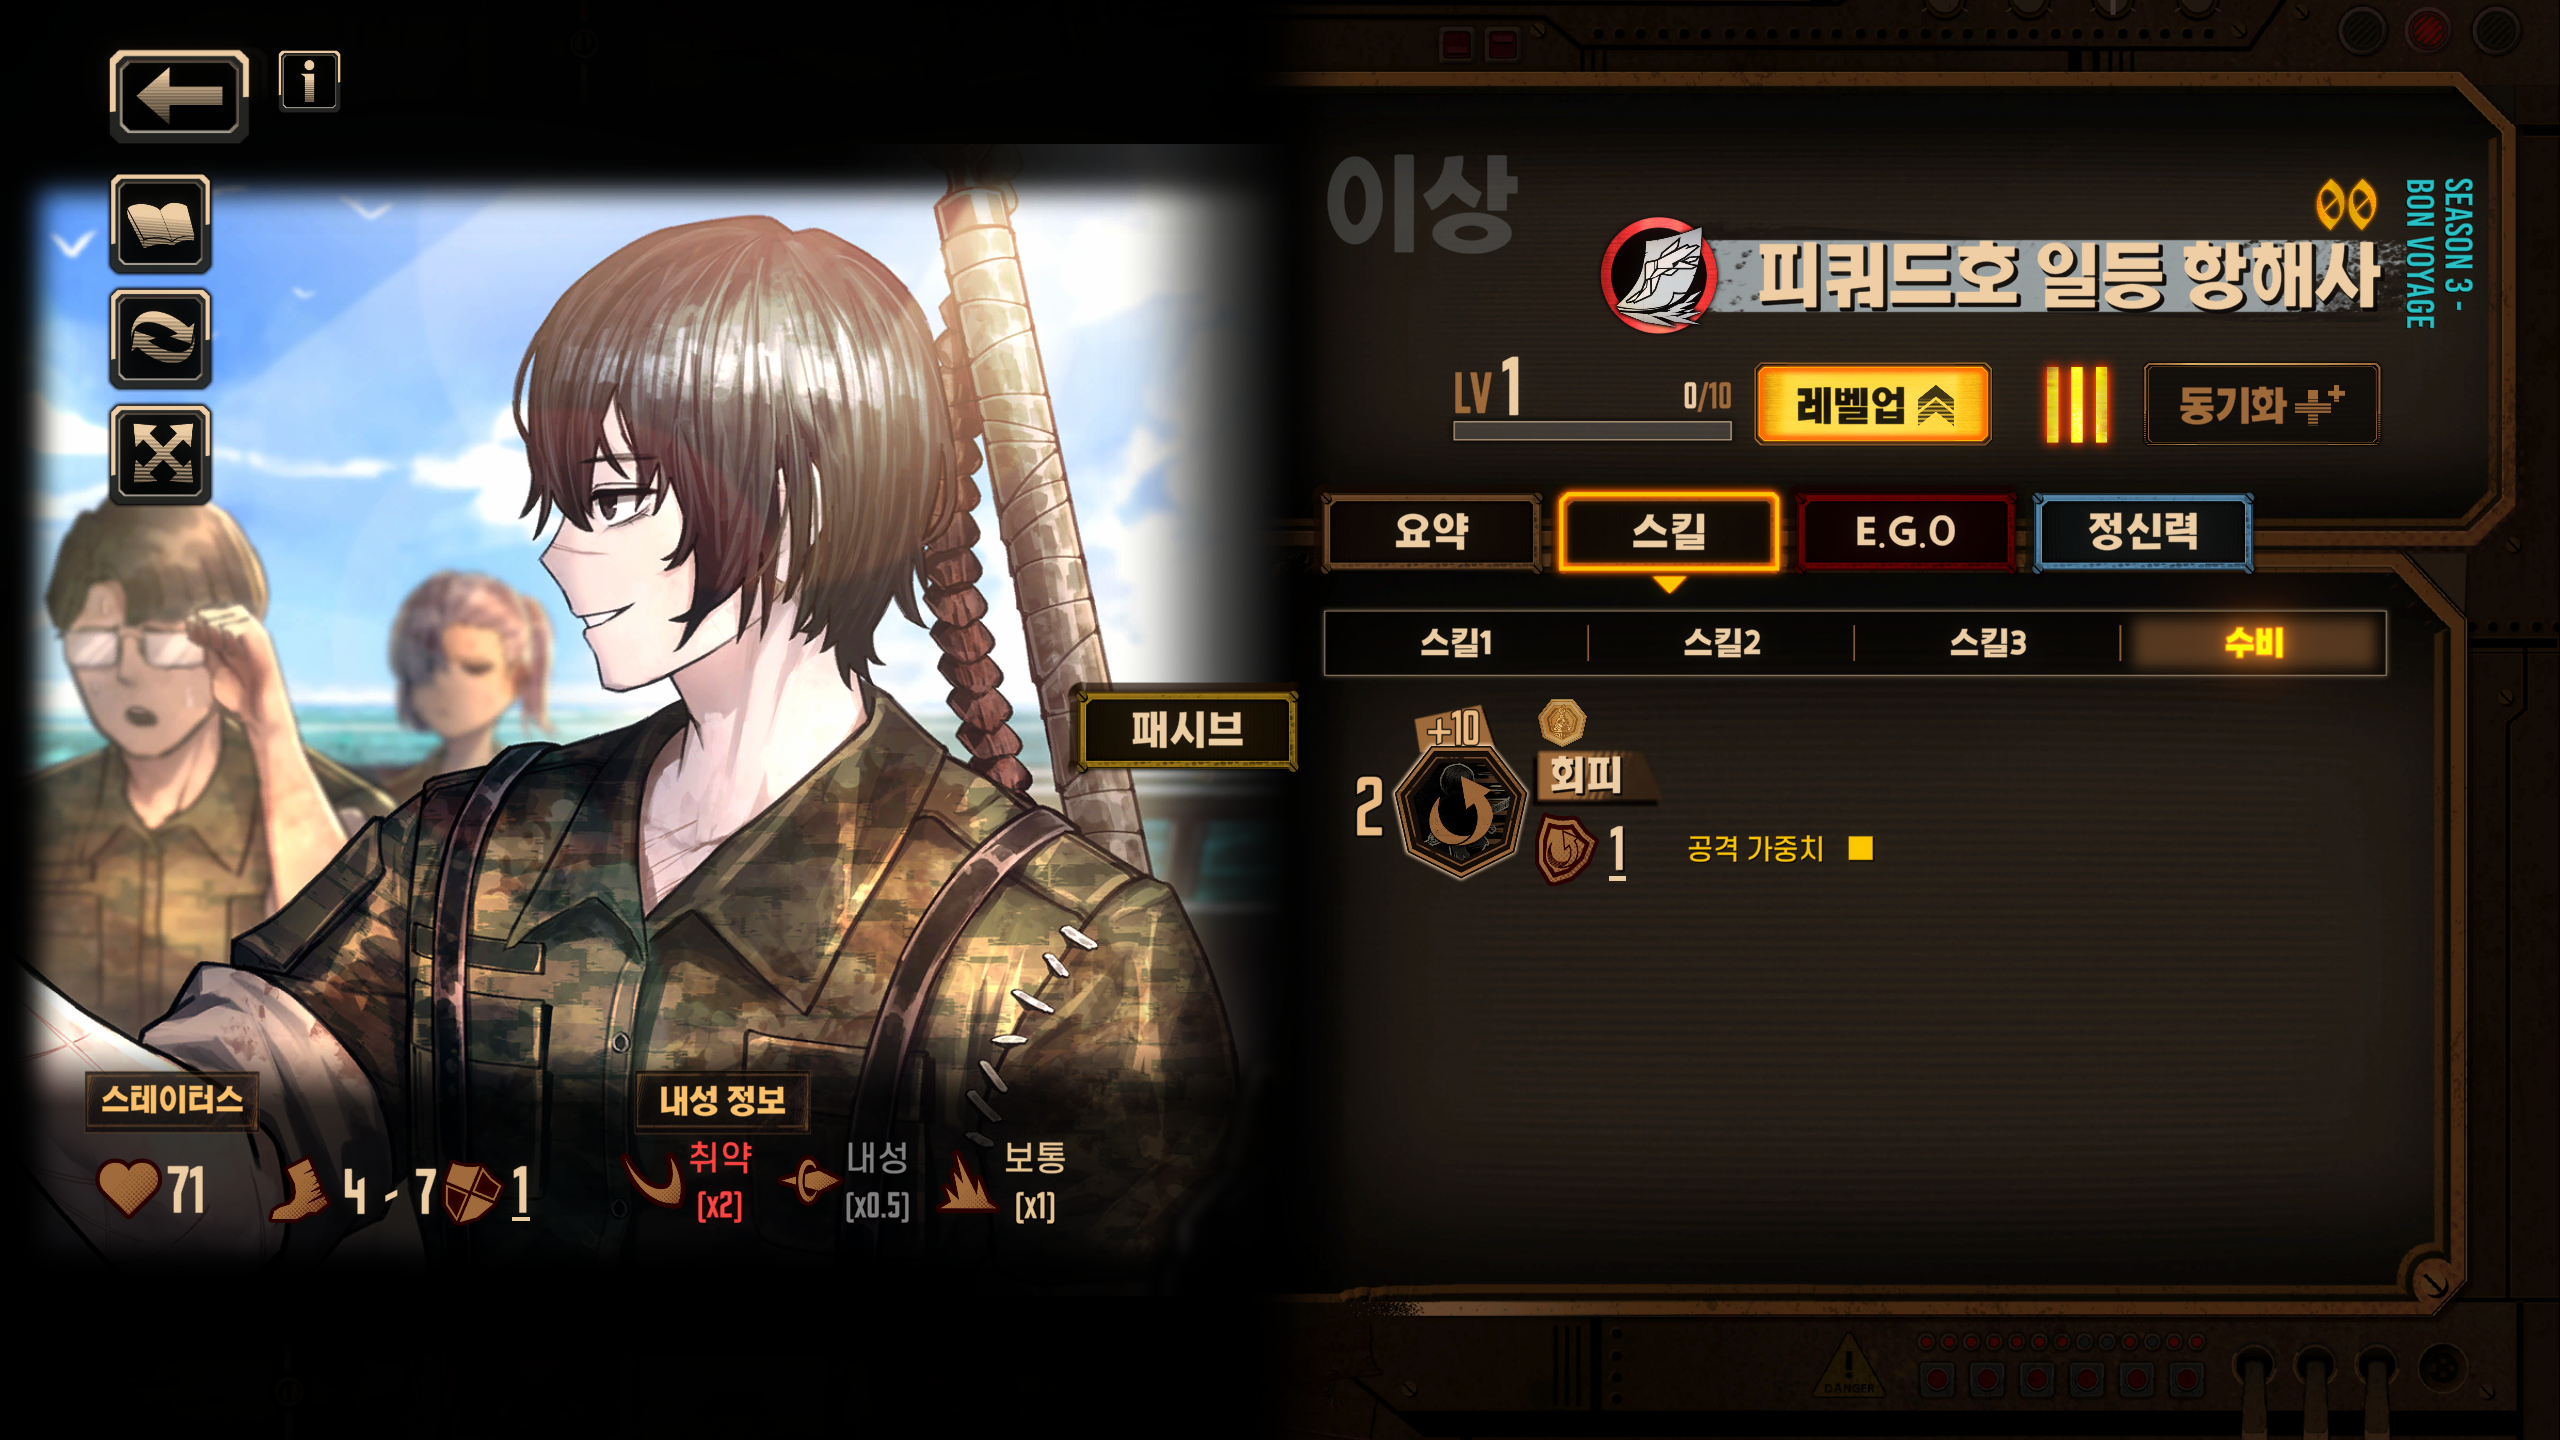 이상
피쿼드호 일등 항해사
SEASON 3 -
BON VOYAGE
LV 1
0/10
레벨업
동기화
요약
스킬
E.G.O
정신력
스킬1
스킬2
스킬3
수비
패시브
+10
2
회피
1
공격 가중치
스테이터스
71
4 - 7
1
내성 정보
취약
[x2]
내성
[x0.5]
보통
[x1]
DANGER